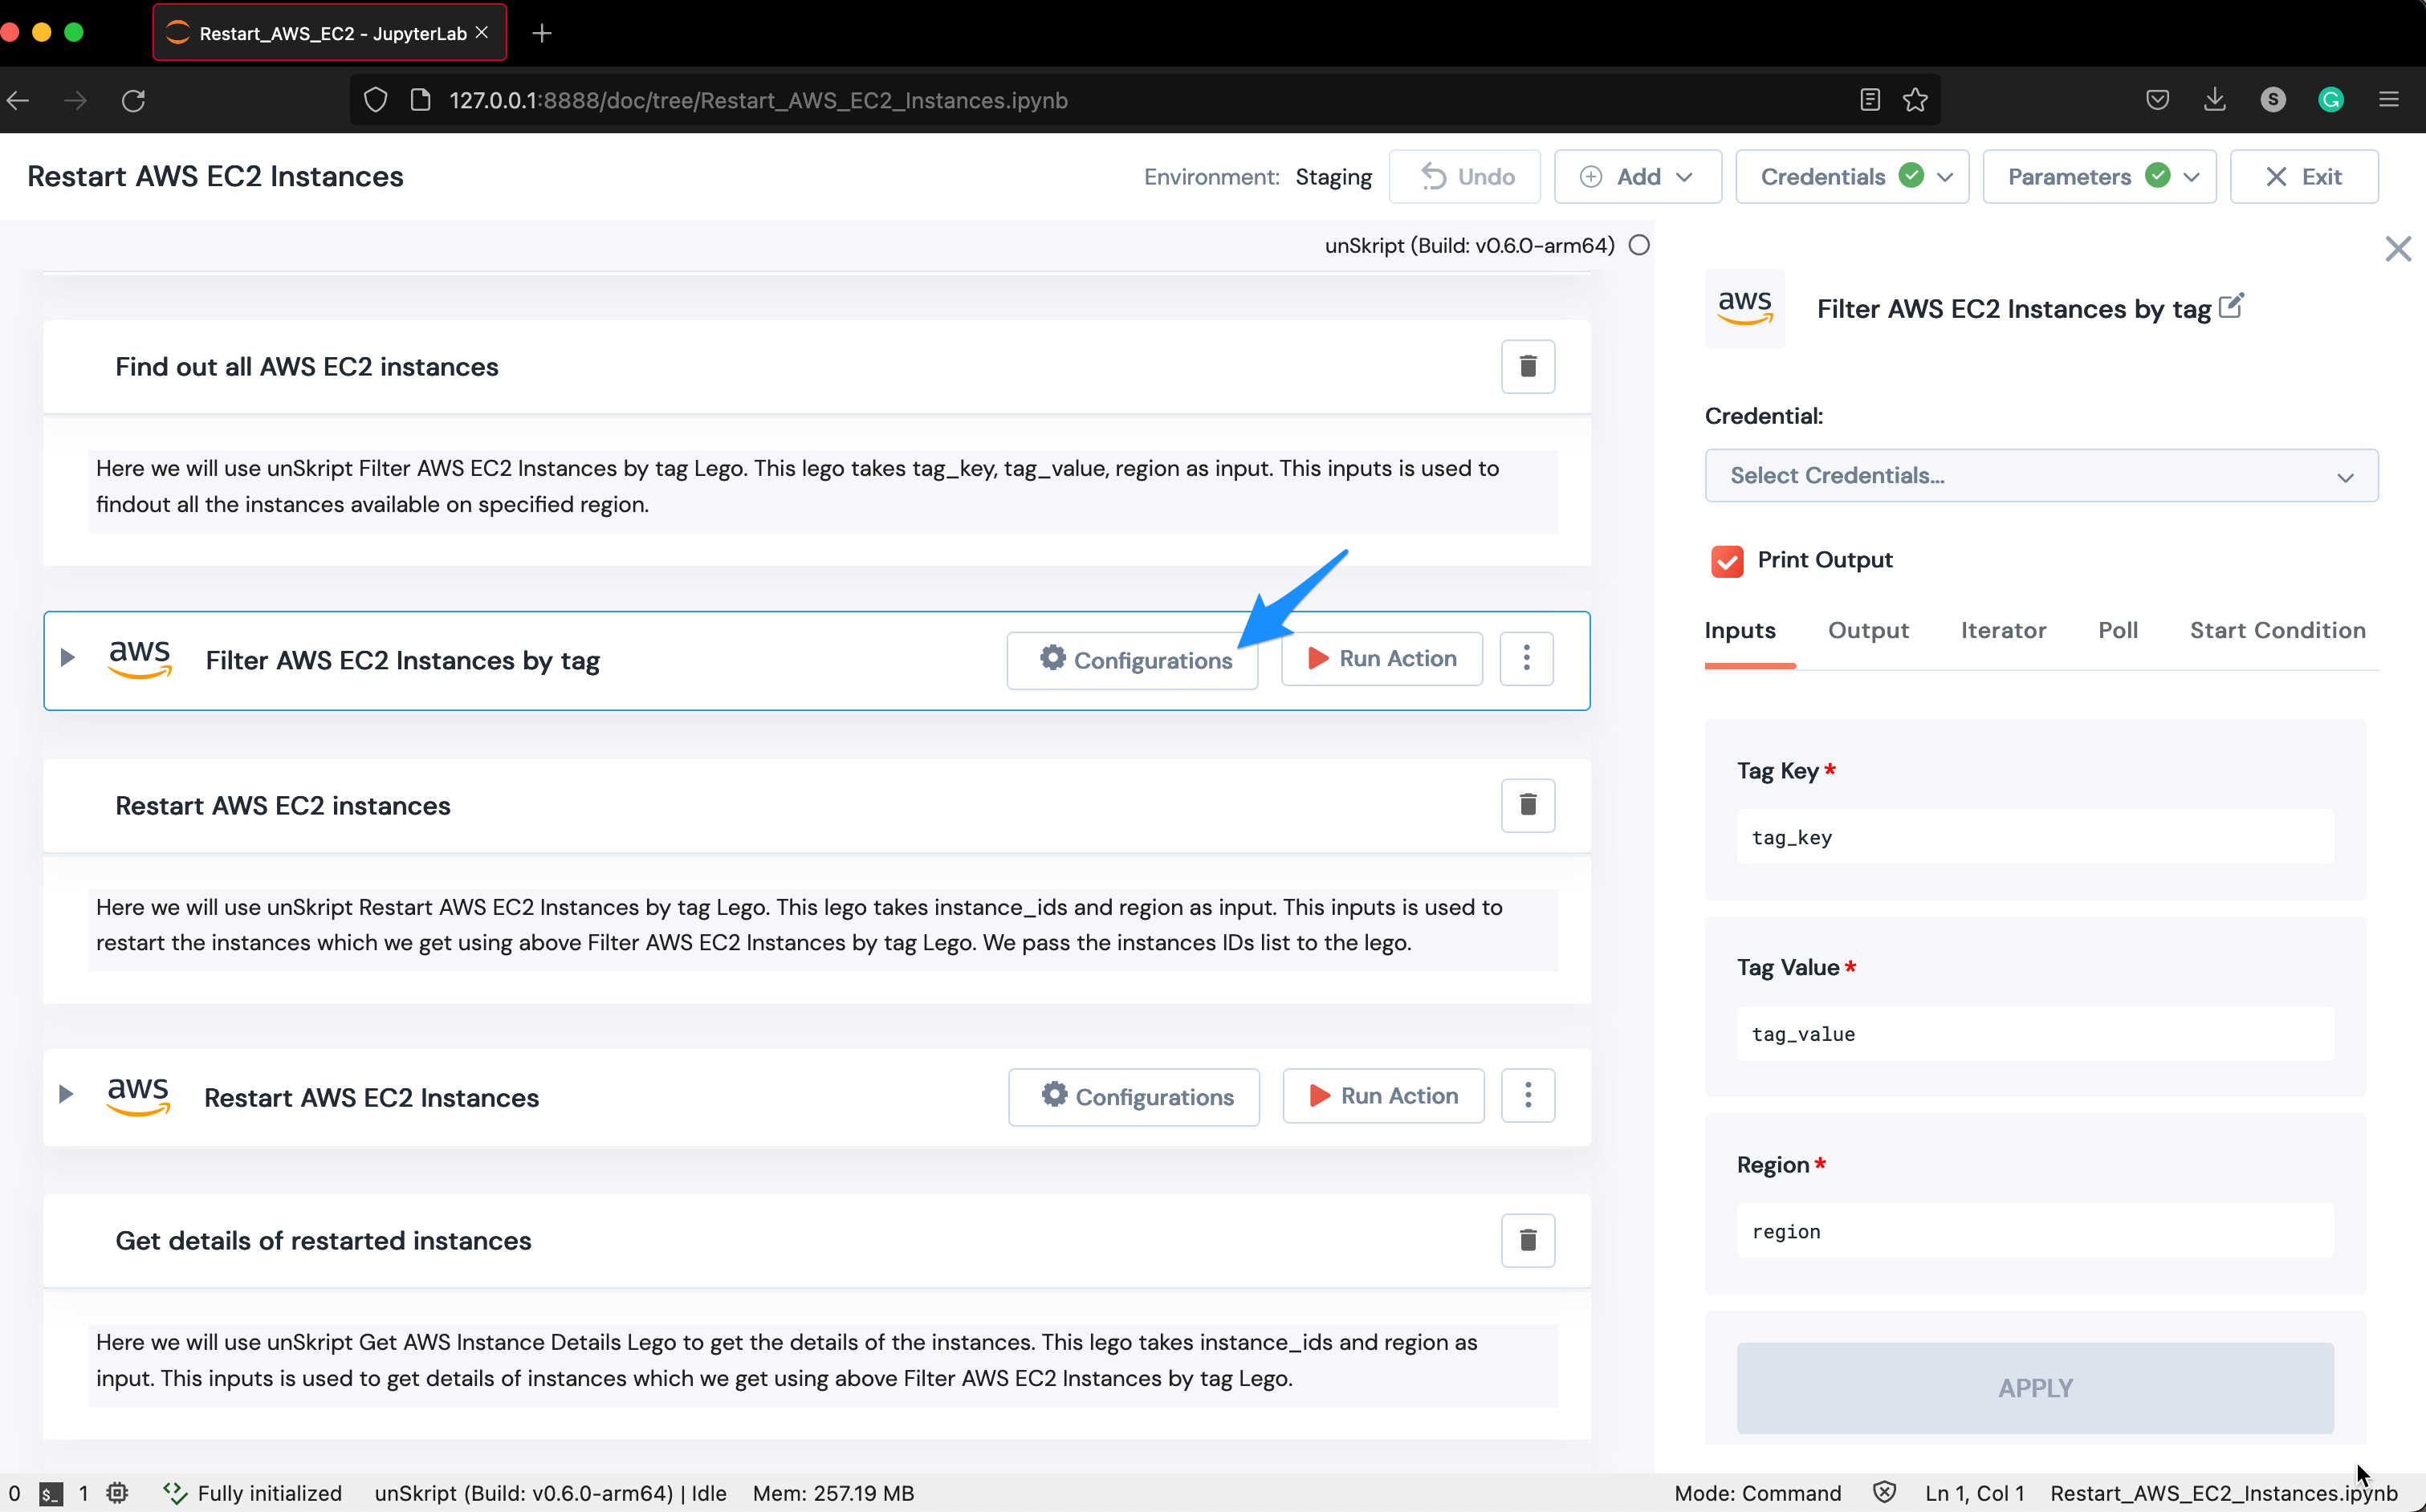 Restart_AWS_EC2 - JupyterLab
127.0.0.1:8888/doc/tree/Restart_AWS_EC2_Instances.ipynb
S
G
Restart AWS EC2 Instances
Environment: Staging
Undo
Add
Credentials
Parameters
Exit
unSkript (Build: v0.6.0-arm64)
Find out all AWS EC2 instances
Here we will use unSkript Filter AWS EC2 Instances by tag Lego. This lego takes tag_key, tag_value, region as input. This inputs is used to
findout all the instances available on specified region.
aws
Filter AWS EC2 Instances by tag
Configurations
Run Action
Restart AWS EC2 instances
Here we will use unSkript Restart AWS EC2 Instances by tag Lego. This lego takes instance_ids and region as input. This inputs is used to
restart the instances which we get using above Filter AWS EC2 Instances by tag Lego. We pass the instances IDs list to the lego.
aws
Restart AWS EC2 Instances
Configurations
Run Action
Get details of restarted instances
Here we will use unSkript Get AWS Instance Details Lego to get the details of the instances. This lego takes instance_ids and region as
input. This inputs is used to get details of instances which we get using above Filter AWS EC2 Instances by tag Lego.
aws
Filter AWS EC2 Instances by tag
Credential:
Select Credentials...
Print Output
Inputs
Output
Iterator
Poll
Start Condition
Tag Key *
tag_key
Tag Value *
tag_value
Region *
region
APPLY
0
$_
1
Fully initialized
unSkript (Build: v0.6.0-arm64) | Idle
Mem: 257.19 MB
Mode: Command
Ln 1, Col 1
Restart_AWS_EC2_Instances.ipynb